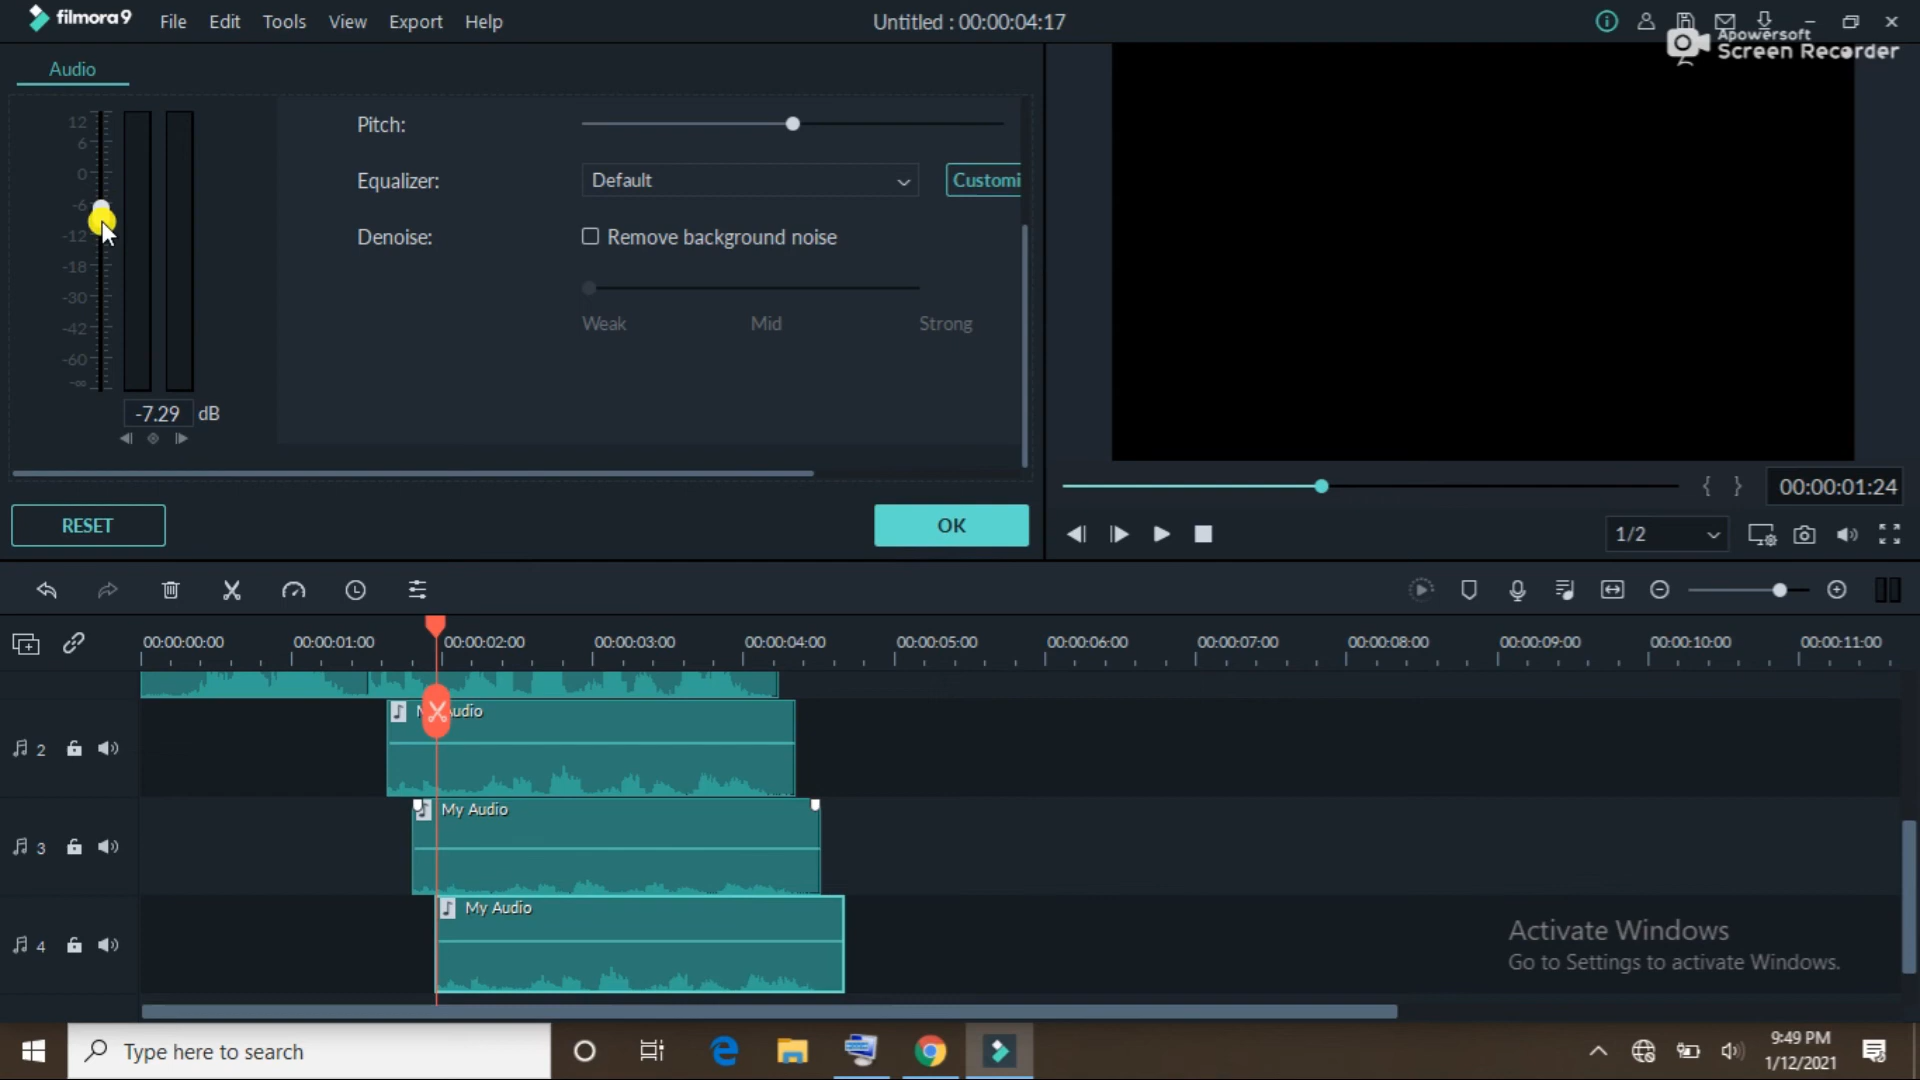 filmora9 File Edit Tools View Export Help Untitled : 00:00:04:17
Apowersoft
Screen Recorder
Audio
12
6
0
-6
-12
-18
-30
-42
-60
-∞
-7.29 dB
Pitch:
Equalizer: Default Customi
Denoise: Remove background noise
Weak Mid Strong
RESET OK
00:00:01:24
1/2
00:00:00:00 00:00:01:00 00:00:02:00 00:00:03:00 00:00:04:00 00:00:05:00 00:00:06:00 00:00:07:00 00:00:08:00 00:00:09:00 00:00:10:00 00:00:11:00
2 M udio
3 My Audio
4 My Audio
Activate Windows
Go to Settings to activate Windows.
Type here to search
9:49 PM
1/12/2021